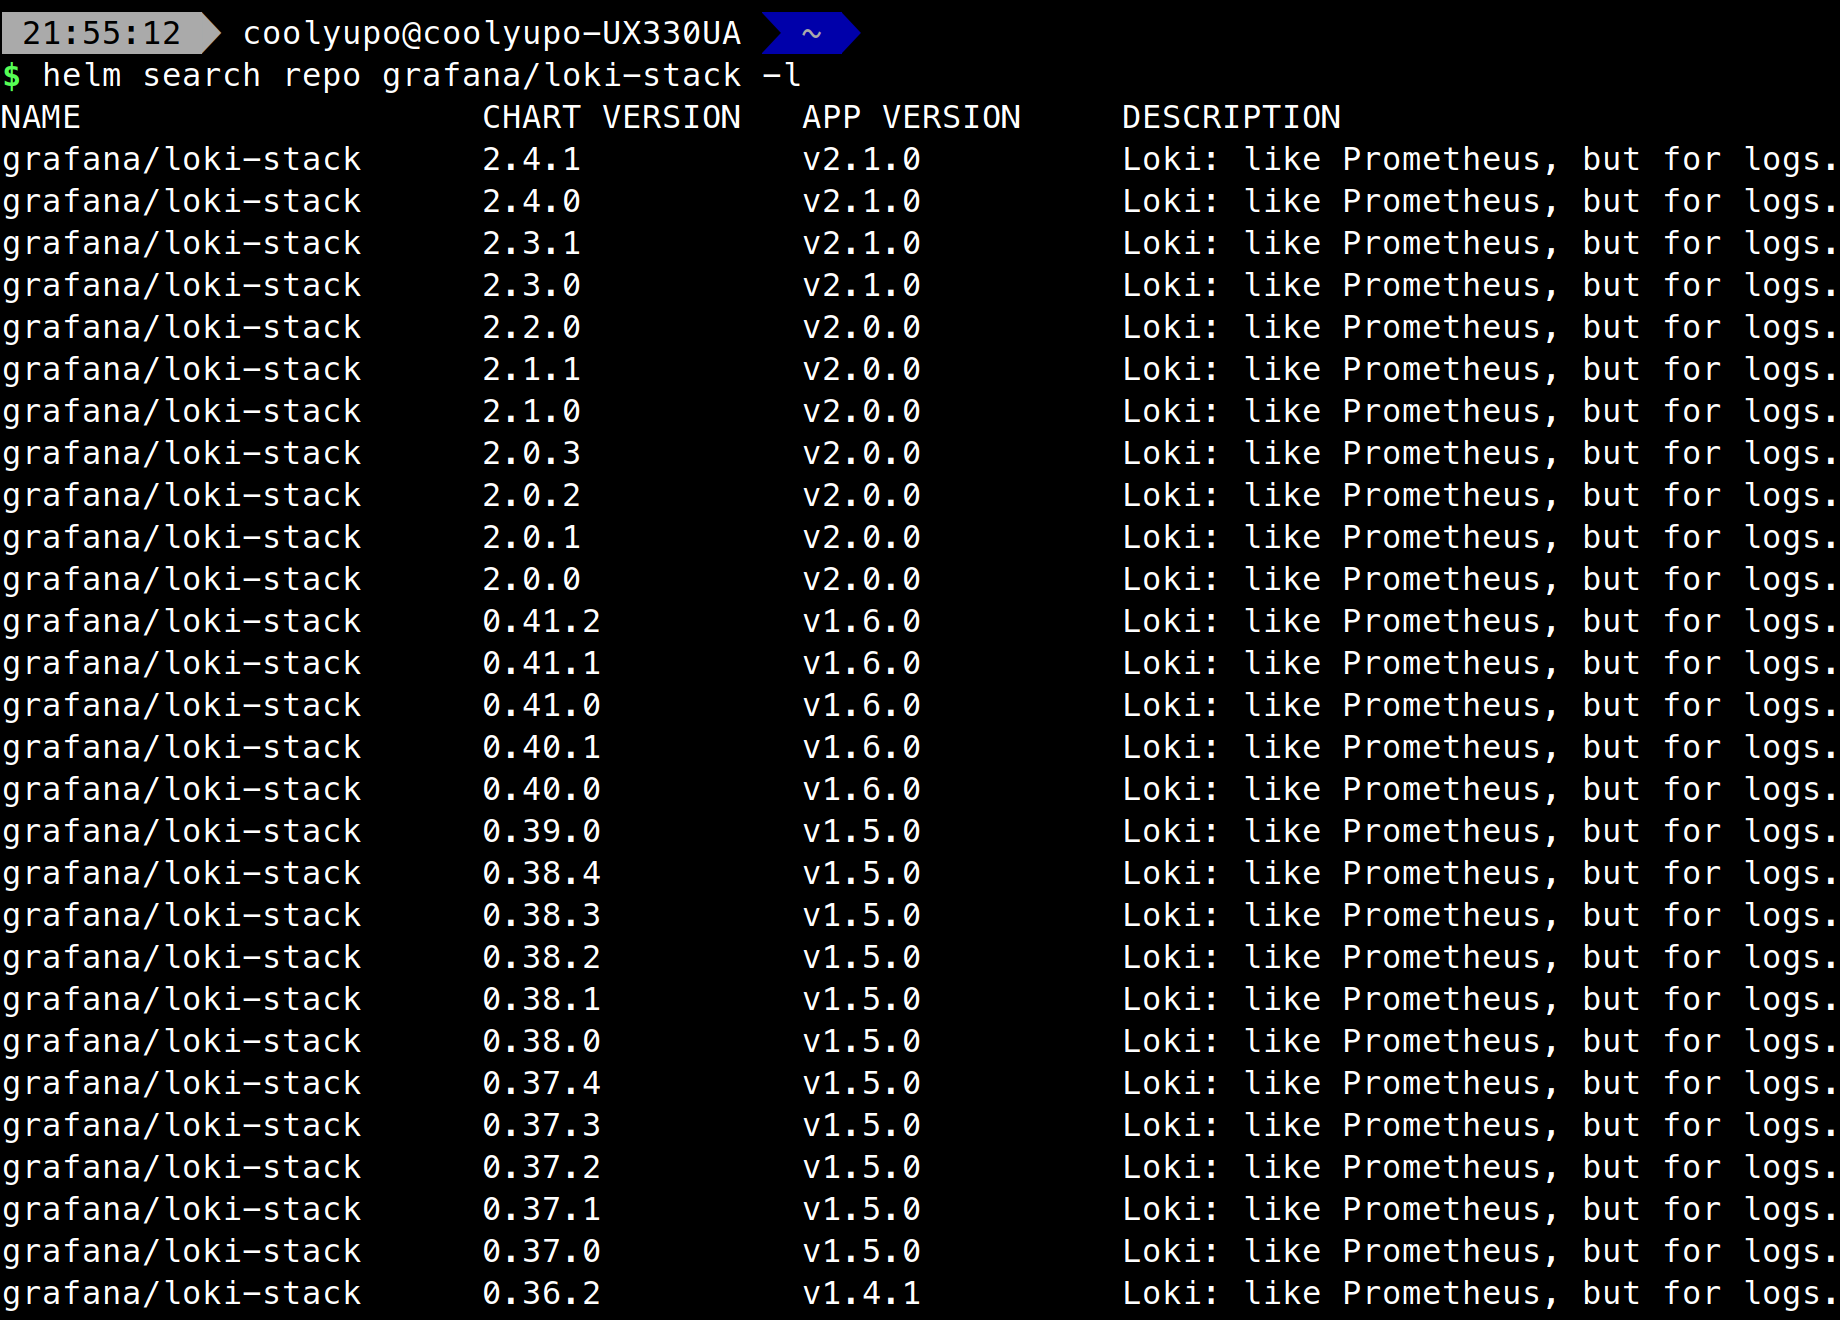 21:55:12 coolyupo@coolyupo-UX330UA ~
$ helm search repo grafana/loki-stack -l
NAME CHART VERSION APP VERSION DESCRIPTION
grafana/loki-stack 2.4.1 v2.1.0 Loki: like Prometheus, but for logs.
grafana/loki-stack 2.4.0 v2.1.0 Loki: like Prometheus, but for logs.
grafana/loki-stack 2.3.1 v2.1.0 Loki: like Prometheus, but for logs.
grafana/loki-stack 2.3.0 v2.1.0 Loki: like Prometheus, but for logs.
grafana/loki-stack 2.2.0 v2.0.0 Loki: like Prometheus, but for logs.
grafana/loki-stack 2.1.1 v2.0.0 Loki: like Prometheus, but for logs.
grafana/loki-stack 2.1.0 v2.0.0 Loki: like Prometheus, but for logs.
grafana/loki-stack 2.0.3 v2.0.0 Loki: like Prometheus, but for logs.
grafana/loki-stack 2.0.2 v2.0.0 Loki: like Prometheus, but for logs.
grafana/loki-stack 2.0.1 v2.0.0 Loki: like Prometheus, but for logs.
grafana/loki-stack 2.0.0 v2.0.0 Loki: like Prometheus, but for logs.
grafana/loki-stack 0.41.2 v1.6.0 Loki: like Prometheus, but for logs.
grafana/loki-stack 0.41.1 v1.6.0 Loki: like Prometheus, but for logs.
grafana/loki-stack 0.41.0 v1.6.0 Loki: like Prometheus, but for logs.
grafana/loki-stack 0.40.1 v1.6.0 Loki: like Prometheus, but for logs.
grafana/loki-stack 0.40.0 v1.6.0 Loki: like Prometheus, but for logs.
grafana/loki-stack 0.39.0 v1.5.0 Loki: like Prometheus, but for logs.
grafana/loki-stack 0.38.4 v1.5.0 Loki: like Prometheus, but for logs.
grafana/loki-stack 0.38.3 v1.5.0 Loki: like Prometheus, but for logs.
grafana/loki-stack 0.38.2 v1.5.0 Loki: like Prometheus, but for logs.
grafana/loki-stack 0.38.1 v1.5.0 Loki: like Prometheus, but for logs.
grafana/loki-stack 0.38.0 v1.5.0 Loki: like Prometheus, but for logs.
grafana/loki-stack 0.37.4 v1.5.0 Loki: like Prometheus, but for logs.
grafana/loki-stack 0.37.3 v1.5.0 Loki: like Prometheus, but for logs.
grafana/loki-stack 0.37.2 v1.5.0 Loki: like Prometheus, but for logs.
grafana/loki-stack 0.37.1 v1.5.0 Loki: like Prometheus, but for logs.
grafana/loki-stack 0.37.0 v1.5.0 Loki: like Prometheus, but for logs.
grafana/loki-stack 0.36.2 v1.4.1 Loki: like Prometheus, but for logs.